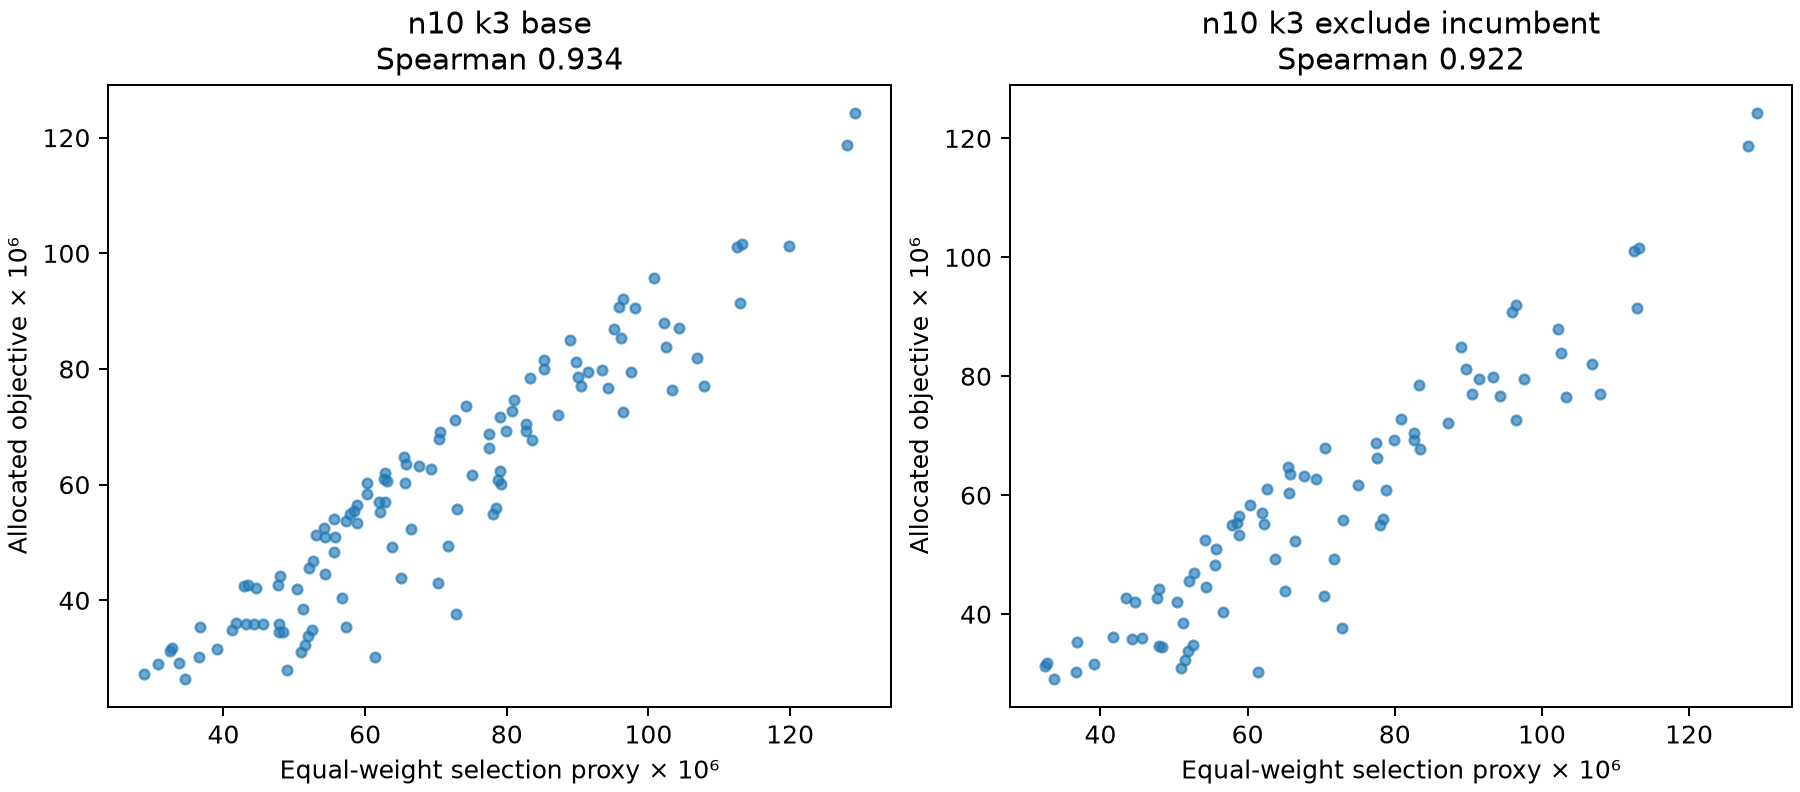 n10 k3 base
Spearman 0.934
120
100
80
60
40
Allocated objective × 10⁶
40 60 80 100 120
Equal-weight selection proxy × 10⁶
n10 k3 exclude incumbent
Spearman 0.922
120
100
80
60
40
Allocated objective × 10⁶
40 60 80 100 120
Equal-weight selection proxy × 10⁶